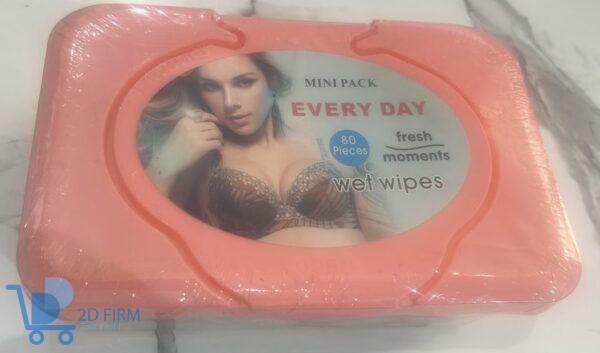 MINI PACK
EVERY DAY
80
Pieces
fresh
moments
wet wipes
2D FIRM